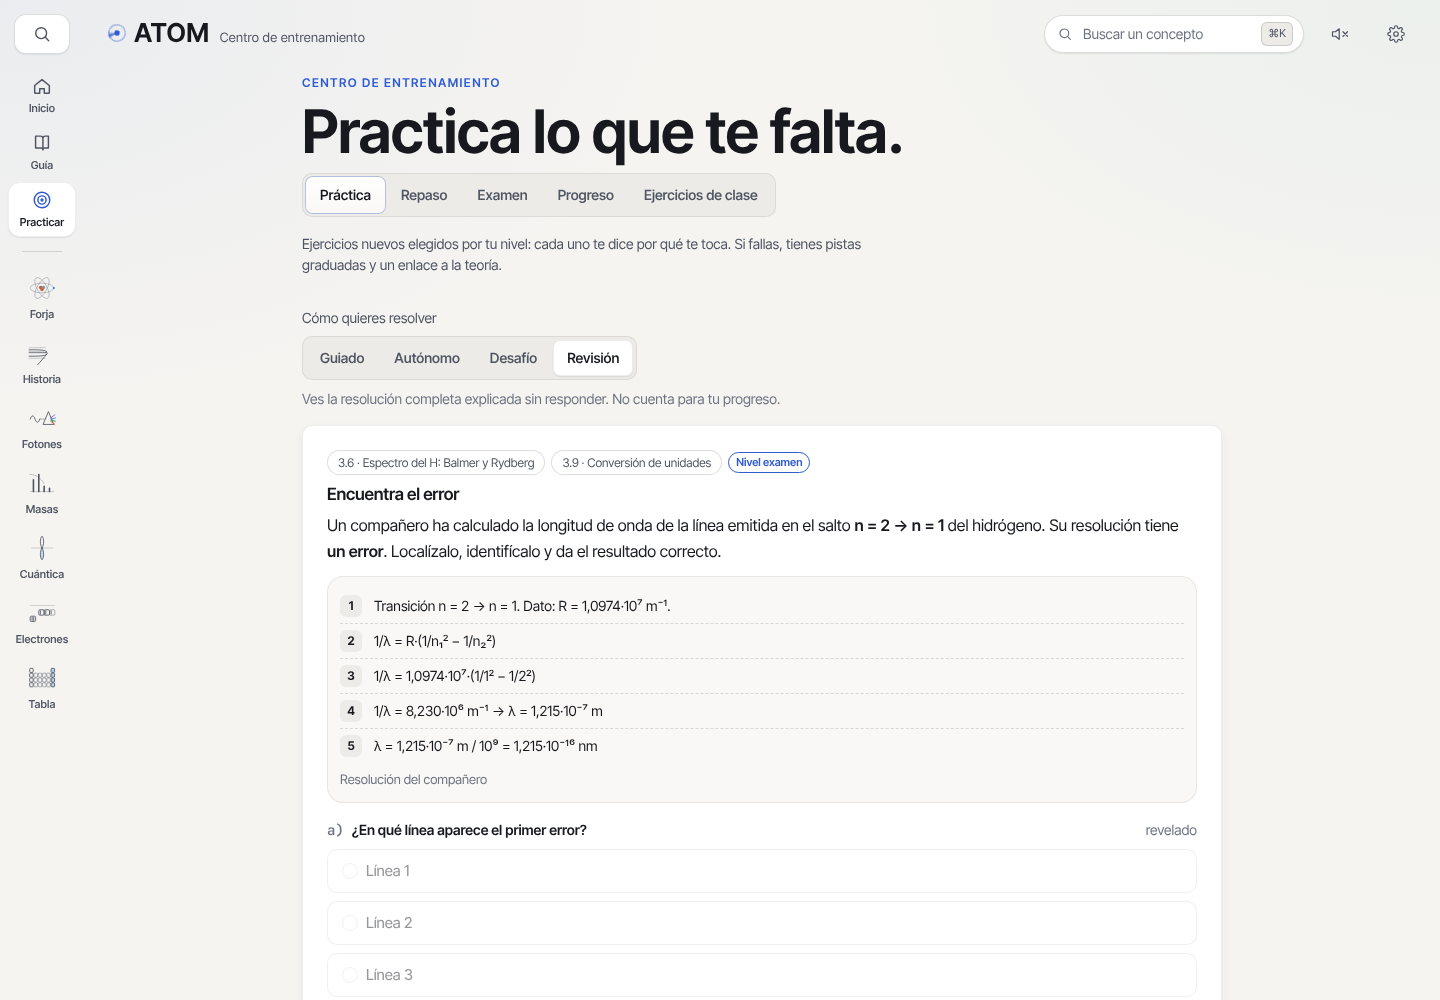 ATOM Centro de entrenamiento
Buscar un concepto ⌘K
Inicio
Guía
Practicar
Forja
Historia
Fotones
Masas
Cuántica
Electrones
Tabla
CENTRO DE ENTRENAMIENTO
Practica lo que te falta.
Práctica Repaso Examen Progreso Ejercicios de clase
Ejercicios nuevos elegidos por tu nivel: cada uno te dice por qué te toca. Si fallas, tienes pistas
graduadas y un enlace a la teoría.
Cómo quieres resolver
Guiado Autónomo Desafío Revisión
Ves la resolución completa explicada sin responder. No cuenta para tu progreso.
3.6 · Espectro del H: Balmer y Rydberg 3.9 · Conversión de unidades Nivel examen
Encuentra el error
Un compañero ha calculado la longitud de onda de la línea emitida en el salto n = 2 → n = 1 del hidrógeno. Su resolución tiene
un error. Localízalo, identifícalo y da el resultado correcto.
1 Transición n = 2 → n = 1. Dato: R = 1,0974·10⁷ m⁻¹.
2 1/λ = R·(1/n₁² − 1/n₂²)
3 1/λ = 1,0974·10⁷·(1/1² − 1/2²)
4 1/λ = 8,230·10⁶ m⁻¹ → λ = 1,215·10⁻⁷ m
5 λ = 1,215·10⁻⁷ m / 10⁹ = 1,215·10⁻¹⁶ nm
Resolución del compañero
a) ¿En qué línea aparece el primer error? revelado
Línea 1
Línea 2
Línea 3